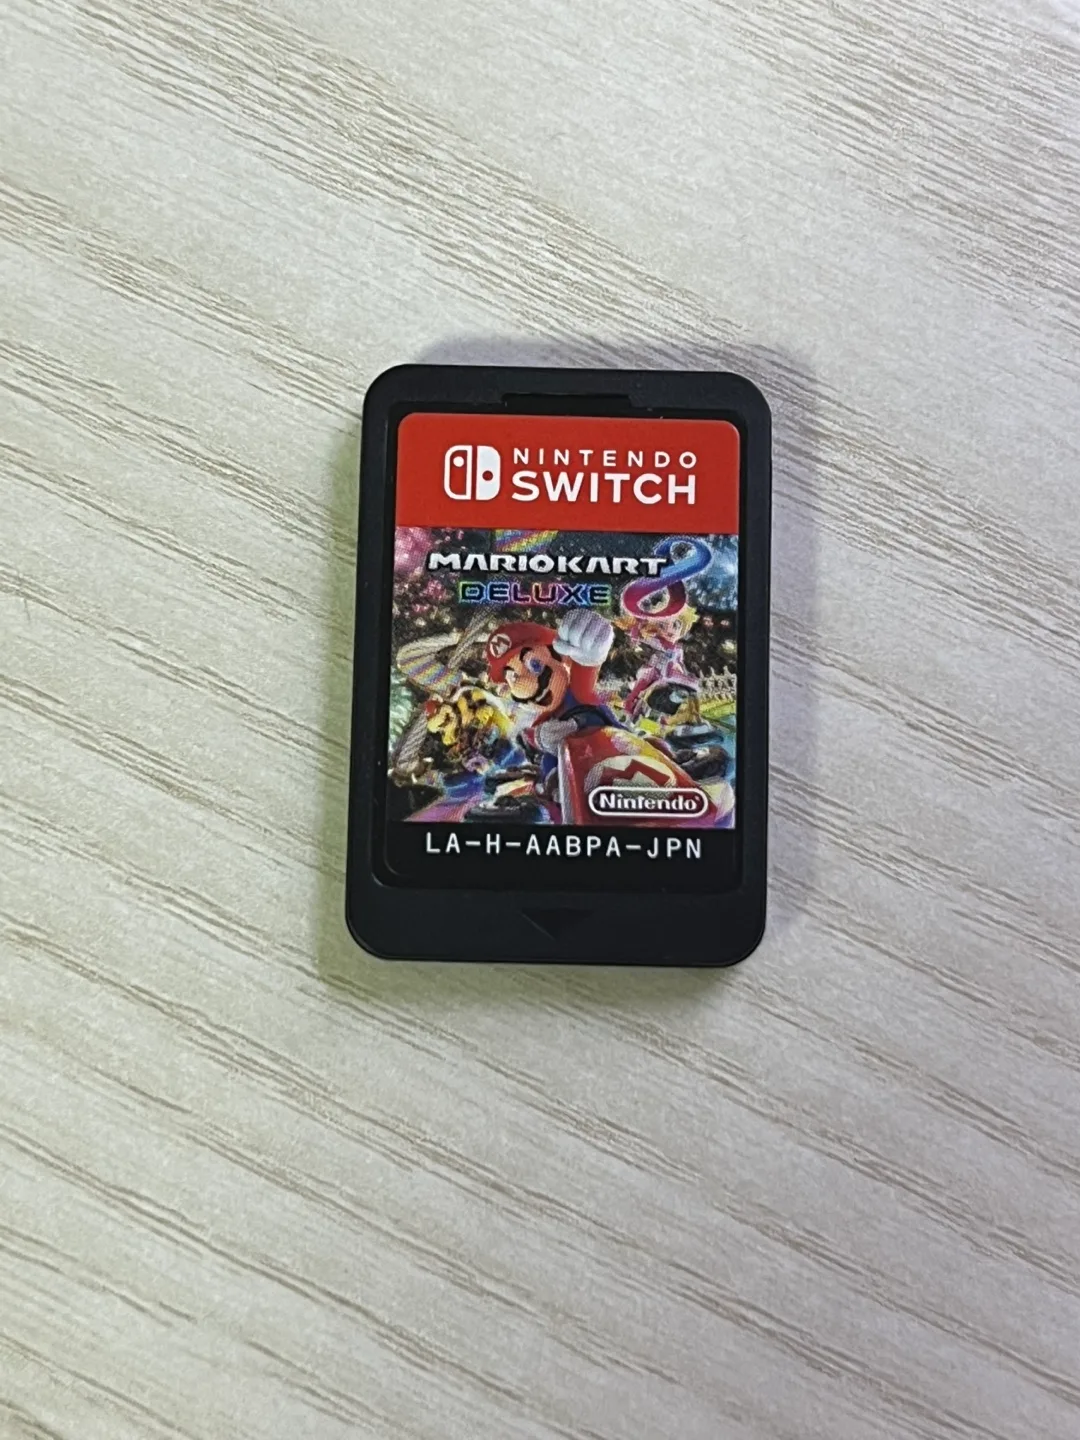 NINTENDO
SWITCH
MARIOKART 8
DELUXE
M
M
Nintendo
LA-H-AABPA-JPN